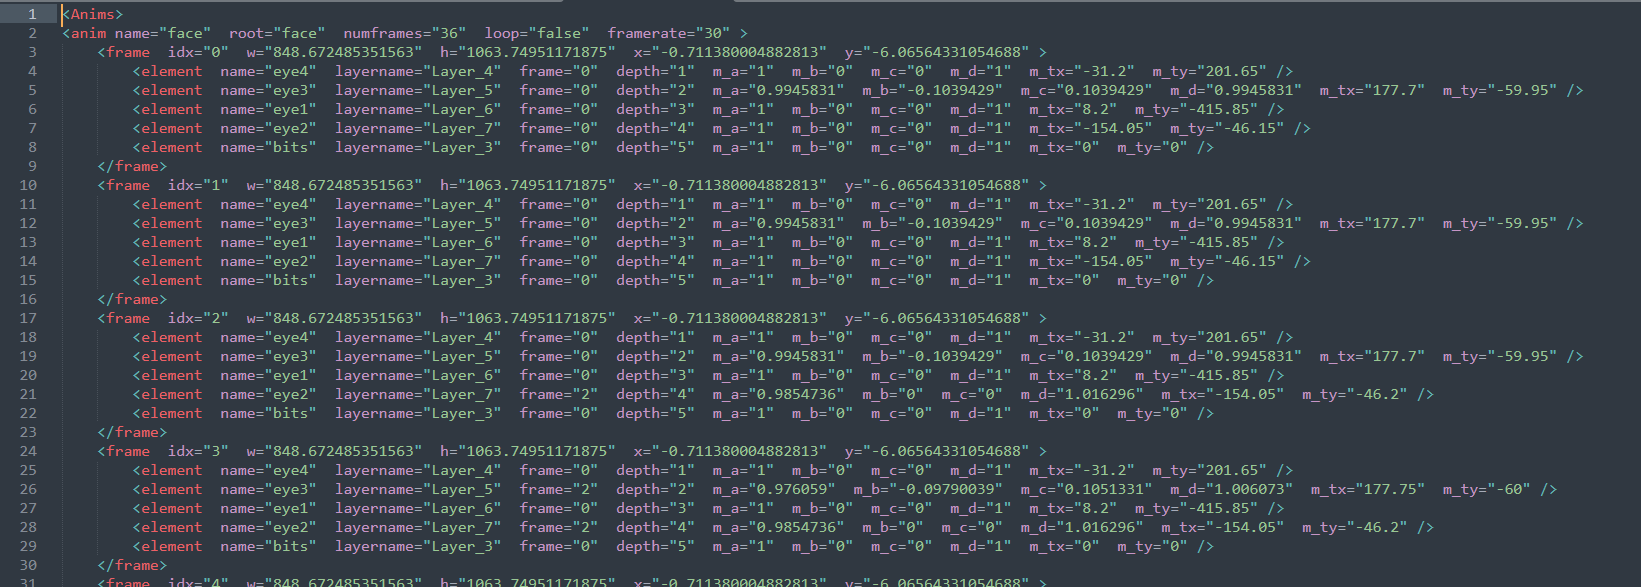 1 <Anims>
2 <anim name="face" root="face" numframes="36" loop="false" framerate="30" >
3 <frame idx="0" w="848.672485351563" h="1063.74951171875" x="-0.711380004882813" y="-6.06564331054688" >
4 <element name="eye4" layername="Layer_4" frame="0" depth="1" m_a="1" m_b="0" m_c="0" m_d="1" m_tx="-31.2" m_ty="201.65" />
5 <element name="eye3" layername="Layer_5" frame="0" depth="2" m_a="0.9945831" m_b="-0.1039429" m_c="0.1039429" m_d="0.9945831" m_tx="177.7" m_ty="-59.95" />
6 <element name="eye1" layername="Layer_6" frame="0" depth="3" m_a="1" m_b="0" m_c="0" m_d="1" m_tx="8.2" m_ty="-415.85" />
7 <element name="eye2" layername="Layer_7" frame="0" depth="4" m_a="1" m_b="0" m_c="0" m_d="1" m_tx="-154.05" m_ty="-46.15" />
8 <element name="bits" layername="Layer_3" frame="0" depth="5" m_a="1" m_b="0" m_c="0" m_d="1" m_tx="0" m_ty="0" />
9 </frame>
10 <frame idx="1" w="848.672485351563" h="1063.74951171875" x="-0.711380004882813" y="-6.06564331054688" >
11 <element name="eye4" layername="Layer_4" frame="0" depth="1" m_a="1" m_b="0" m_c="0" m_d="1" m_tx="-31.2" m_ty="201.65" />
12 <element name="eye3" layername="Layer_5" frame="0" depth="2" m_a="0.9945831" m_b="-0.1039429" m_c="0.1039429" m_d="0.9945831" m_tx="177.7" m_ty="-59.95" />
13 <element name="eye1" layername="Layer_6" frame="0" depth="3" m_a="1" m_b="0" m_c="0" m_d="1" m_tx="8.2" m_ty="-415.85" />
14 <element name="eye2" layername="Layer_7" frame="0" depth="4" m_a="1" m_b="0" m_c="0" m_d="1" m_tx="-154.05" m_ty="-46.15" />
15 <element name="bits" layername="Layer_3" frame="0" depth="5" m_a="1" m_b="0" m_c="0" m_d="1" m_tx="0" m_ty="0" />
16 </frame>
17 <frame idx="2" w="848.672485351563" h="1063.74951171875" x="-0.711380004882813" y="-6.06564331054688" >
18 <element name="eye4" layername="Layer_4" frame="0" depth="1" m_a="1" m_b="0" m_c="0" m_d="1" m_tx="-31.2" m_ty="201.65" />
19 <element name="eye3" layername="Layer_5" frame="0" depth="2" m_a="0.9945831" m_b="-0.1039429" m_c="0.1039429" m_d="0.9945831" m_tx="177.7" m_ty="-59.95" />
20 <element name="eye1" layername="Layer_6" frame="0" depth="3" m_a="1" m_b="0" m_c="0" m_d="1" m_tx="8.2" m_ty="-415.85" />
21 <element name="eye2" layername="Layer_7" frame="2" depth="4" m_a="0.9854736" m_b="0" m_c="0" m_d="1.016296" m_tx="-154.05" m_ty="-46.2" />
22 <element name="bits" layername="Layer_3" frame="0" depth="5" m_a="1" m_b="0" m_c="0" m_d="1" m_tx="0" m_ty="0" />
23 </frame>
24 <frame idx="3" w="848.672485351563" h="1063.74951171875" x="-0.711380004882813" y="-6.06564331054688" >
25 <element name="eye4" layername="Layer_4" frame="0" depth="1" m_a="1" m_b="0" m_c="0" m_d="1" m_tx="-31.2" m_ty="201.65" />
26 <element name="eye3" layername="Layer_5" frame="2" depth="2" m_a="0.976059" m_b="-0.09790039" m_c="0.1051331" m_d="1.006073" m_tx="177.75" m_ty="-60" />
27 <element name="eye1" layername="Layer_6" frame="0" depth="3" m_a="1" m_b="0" m_c="0" m_d="1" m_tx="8.2" m_ty="-415.85" />
28 <element name="eye2" layername="Layer_7" frame="2" depth="4" m_a="0.9854736" m_b="0" m_c="0" m_d="1.016296" m_tx="-154.05" m_ty="-46.2" />
29 <element name="bits" layername="Layer_3" frame="0" depth="5" m_a="1" m_b="0" m_c="0" m_d="1" m_tx="0" m_ty="0" />
30 </frame>
31 <frame idx="4" w="848.672485351563" h="1063.74951171875" x="-0.711380004882813" y="-6.06564331054688" >